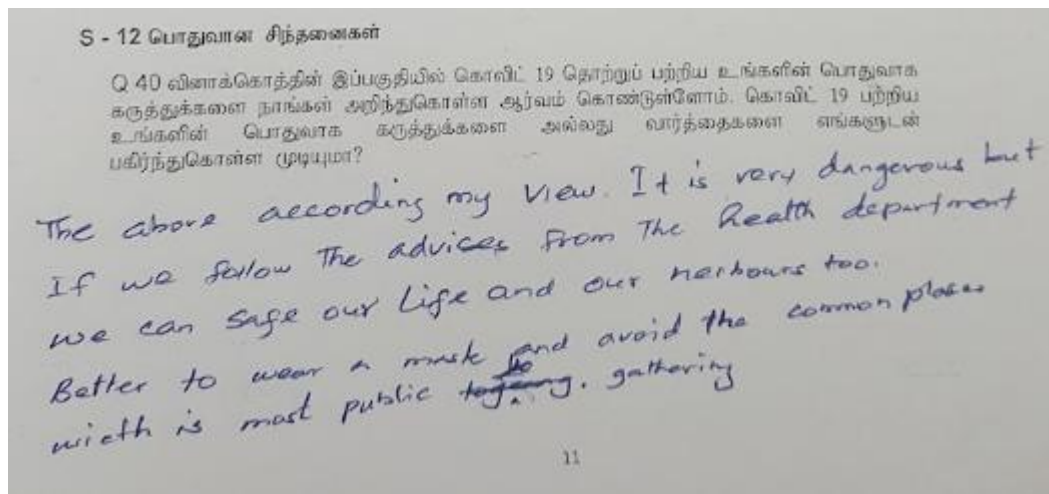 S - 12 பொதுவான சிந்தனைகள்
Q 40 வினாக்கொத்தின் இப்பகுதியில் கொவிட் 19 தொற்றுப் பற்றிய உங்களின் பொதுவாக
கருத்துக்களை நாங்கள் அறிந்துகொள்ள ஆர்வம் கொண்டுள்ளோம். கொவிட் 19 பற்றிய
உங்களின் பொதுவாக கருத்துக்களை அல்லது வார்த்தைகளை எங்களுடன்
பகிர்ந்துகொள்ள முடியுமா?
The above according my view. It is very dangerous but
If we follow The advices from The health department
we can safe our Life and our neihbours too.
Better to wear a mask and avoid the common places
wicth is most public gathering
11